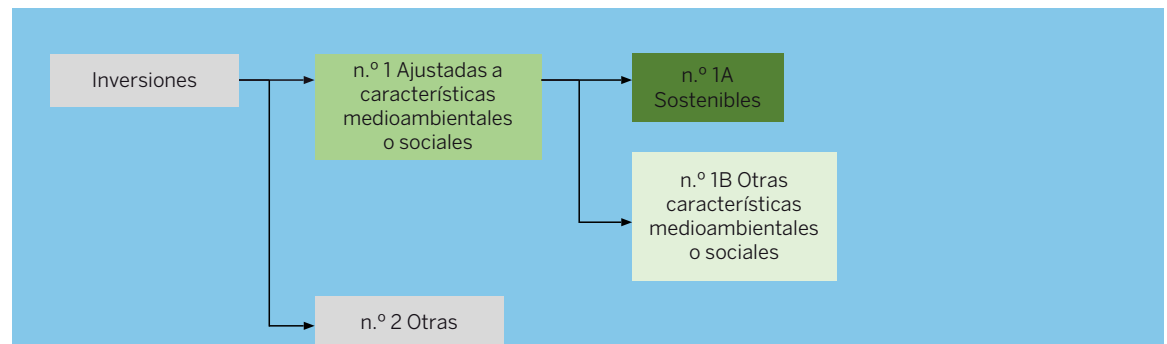 Inversiones
n.º 1 Ajustadas a
características
medioambientales
o sociales
n.º 1A
Sostenibles
n.º 1B Otras
características
medioambientales
o sociales
n.º 2 Otras